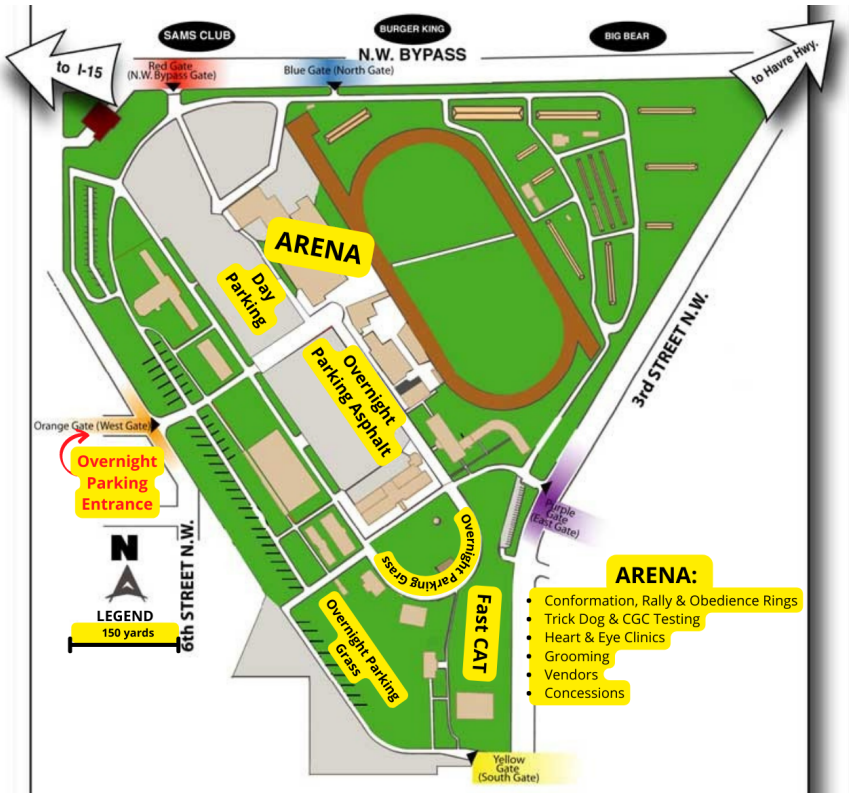 SAMS CLUB
BURGER KING
BIG BEAR
N.W. BYPASS
to I-15
to Havre Hwy.
Red Gate
(N.W. Bypass Gate)
Blue Gate (North Gate)
ARENA
Day
Parking
Overnight
Parking Asphalt
3rd STREET N.W.
Orange Gate (West Gate)
Overnight
Parking
Entrance
Purple
Gate
(East Gate)
Overnight Parking Grass
N
LEGEND
150 yards
6th STREET N.W.
Overnight Parking
Grass
Fast CAT
ARENA:
• Conformation, Rally & Obedience Rings
• Trick Dog & CGC Testing
• Heart & Eye Clinics
• Grooming
• Vendors
• Concessions
Yellow
Gate
(South Gate)